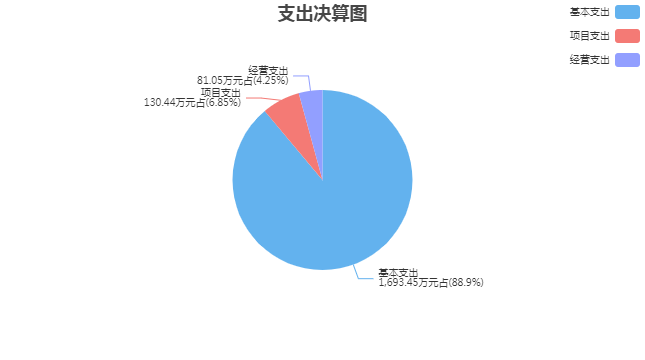 支出决算图
基本支出
项目支出
经营支出
经营支出
81.05万元占(4.25%)
项目支出
130.44万元占(6.85%)
基本支出
1,693.45万元占(88.9%)